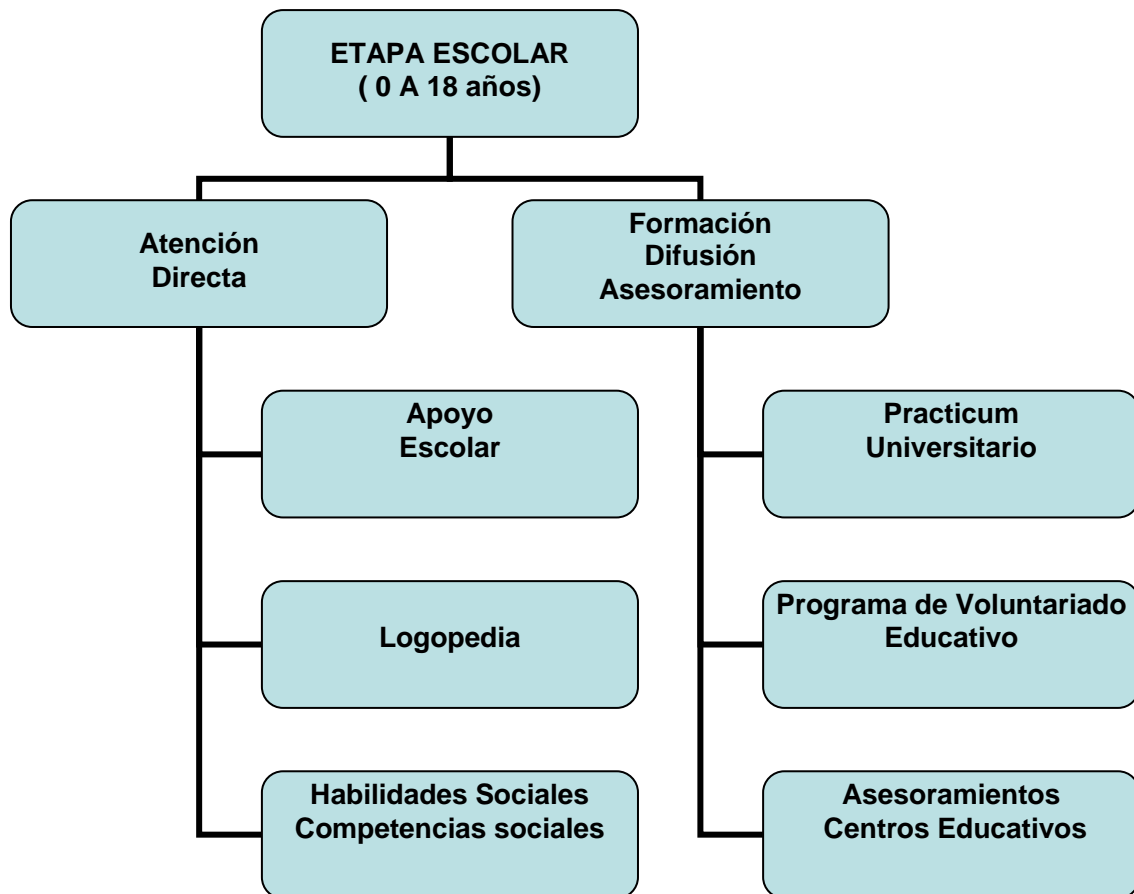 ETAPA ESCOLAR
( 0 A 18 años)
Atención
Directa
Formación
Difusión
Asesoramiento
Apoyo
Escolar
Practicum
Universitario
Logopedia
Programa de Voluntariado
Educativo
Habilidades Sociales
Competencias sociales
Asesoramientos
Centros Educativos